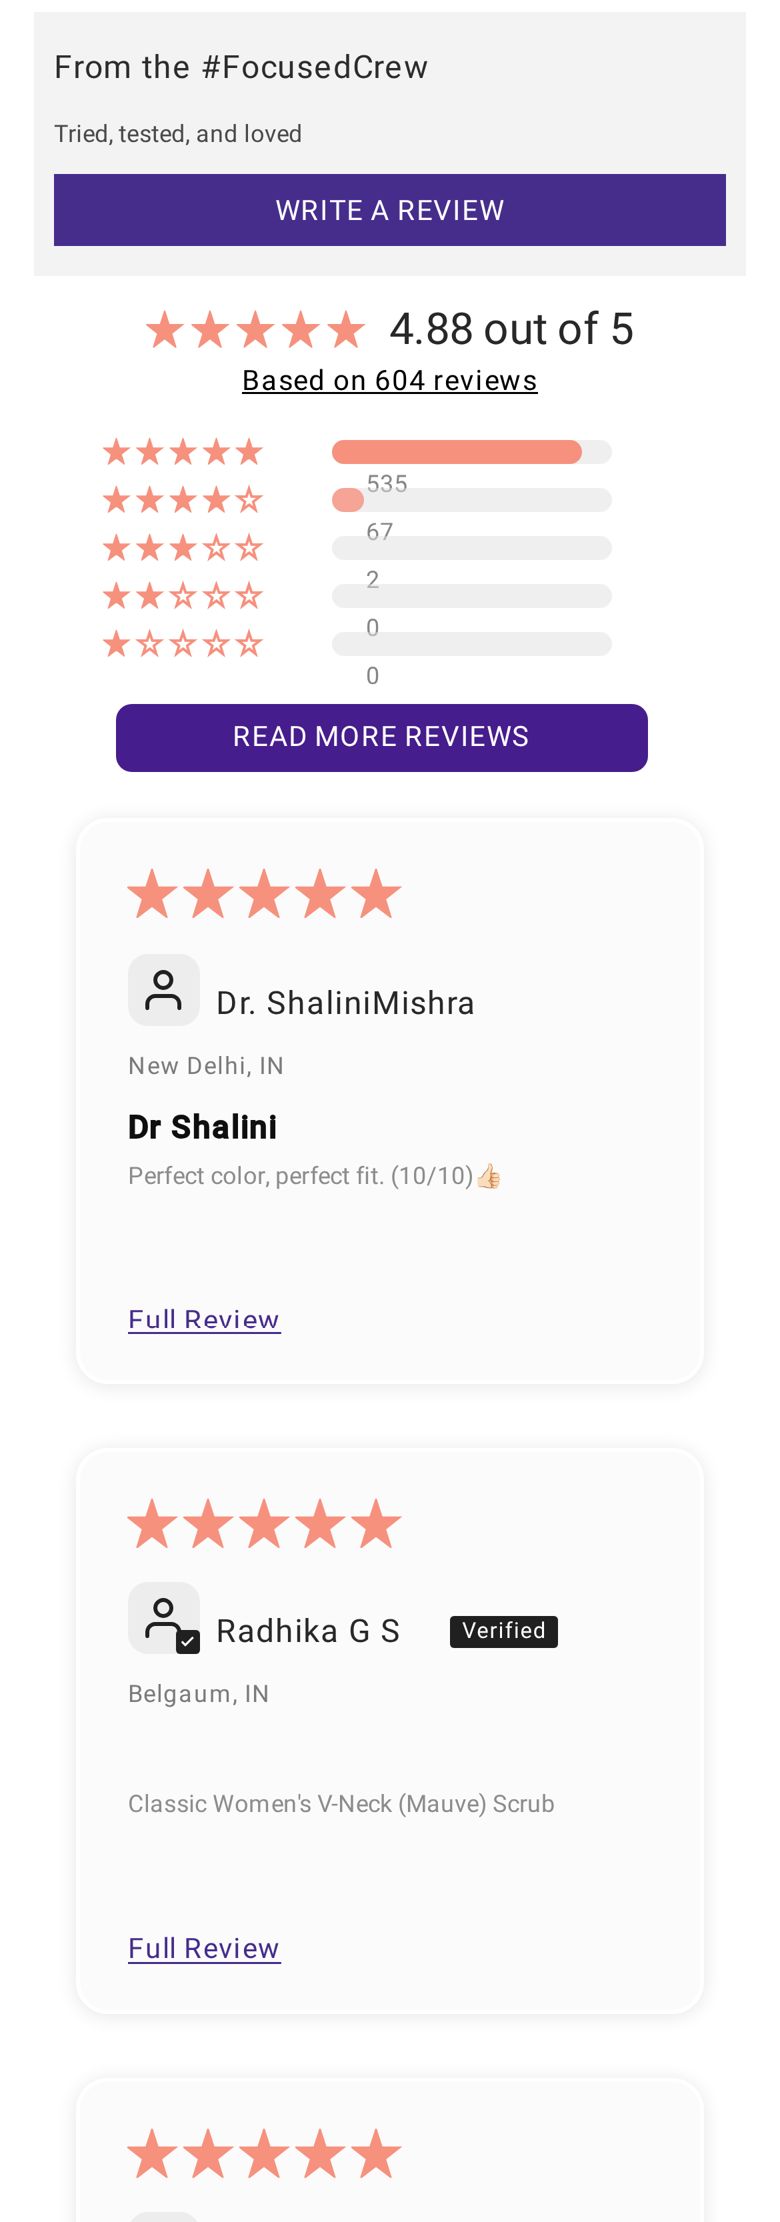 From the #FocusedCrew
Tried, tested, and loved
WRITE A REVIEW
4.88 out of 5
Based on 604 reviews
535
67
2
0
0
READ MORE REVIEWS
Dr. ShaliniMishra
New Delhi, IN
Dr Shalini
Perfect color, perfect fit. (10/10)👍🏻
Full Review
Radhika G S Verified
Belgaum, IN
Classic Women's V-Neck (Mauve) Scrub
Full Review